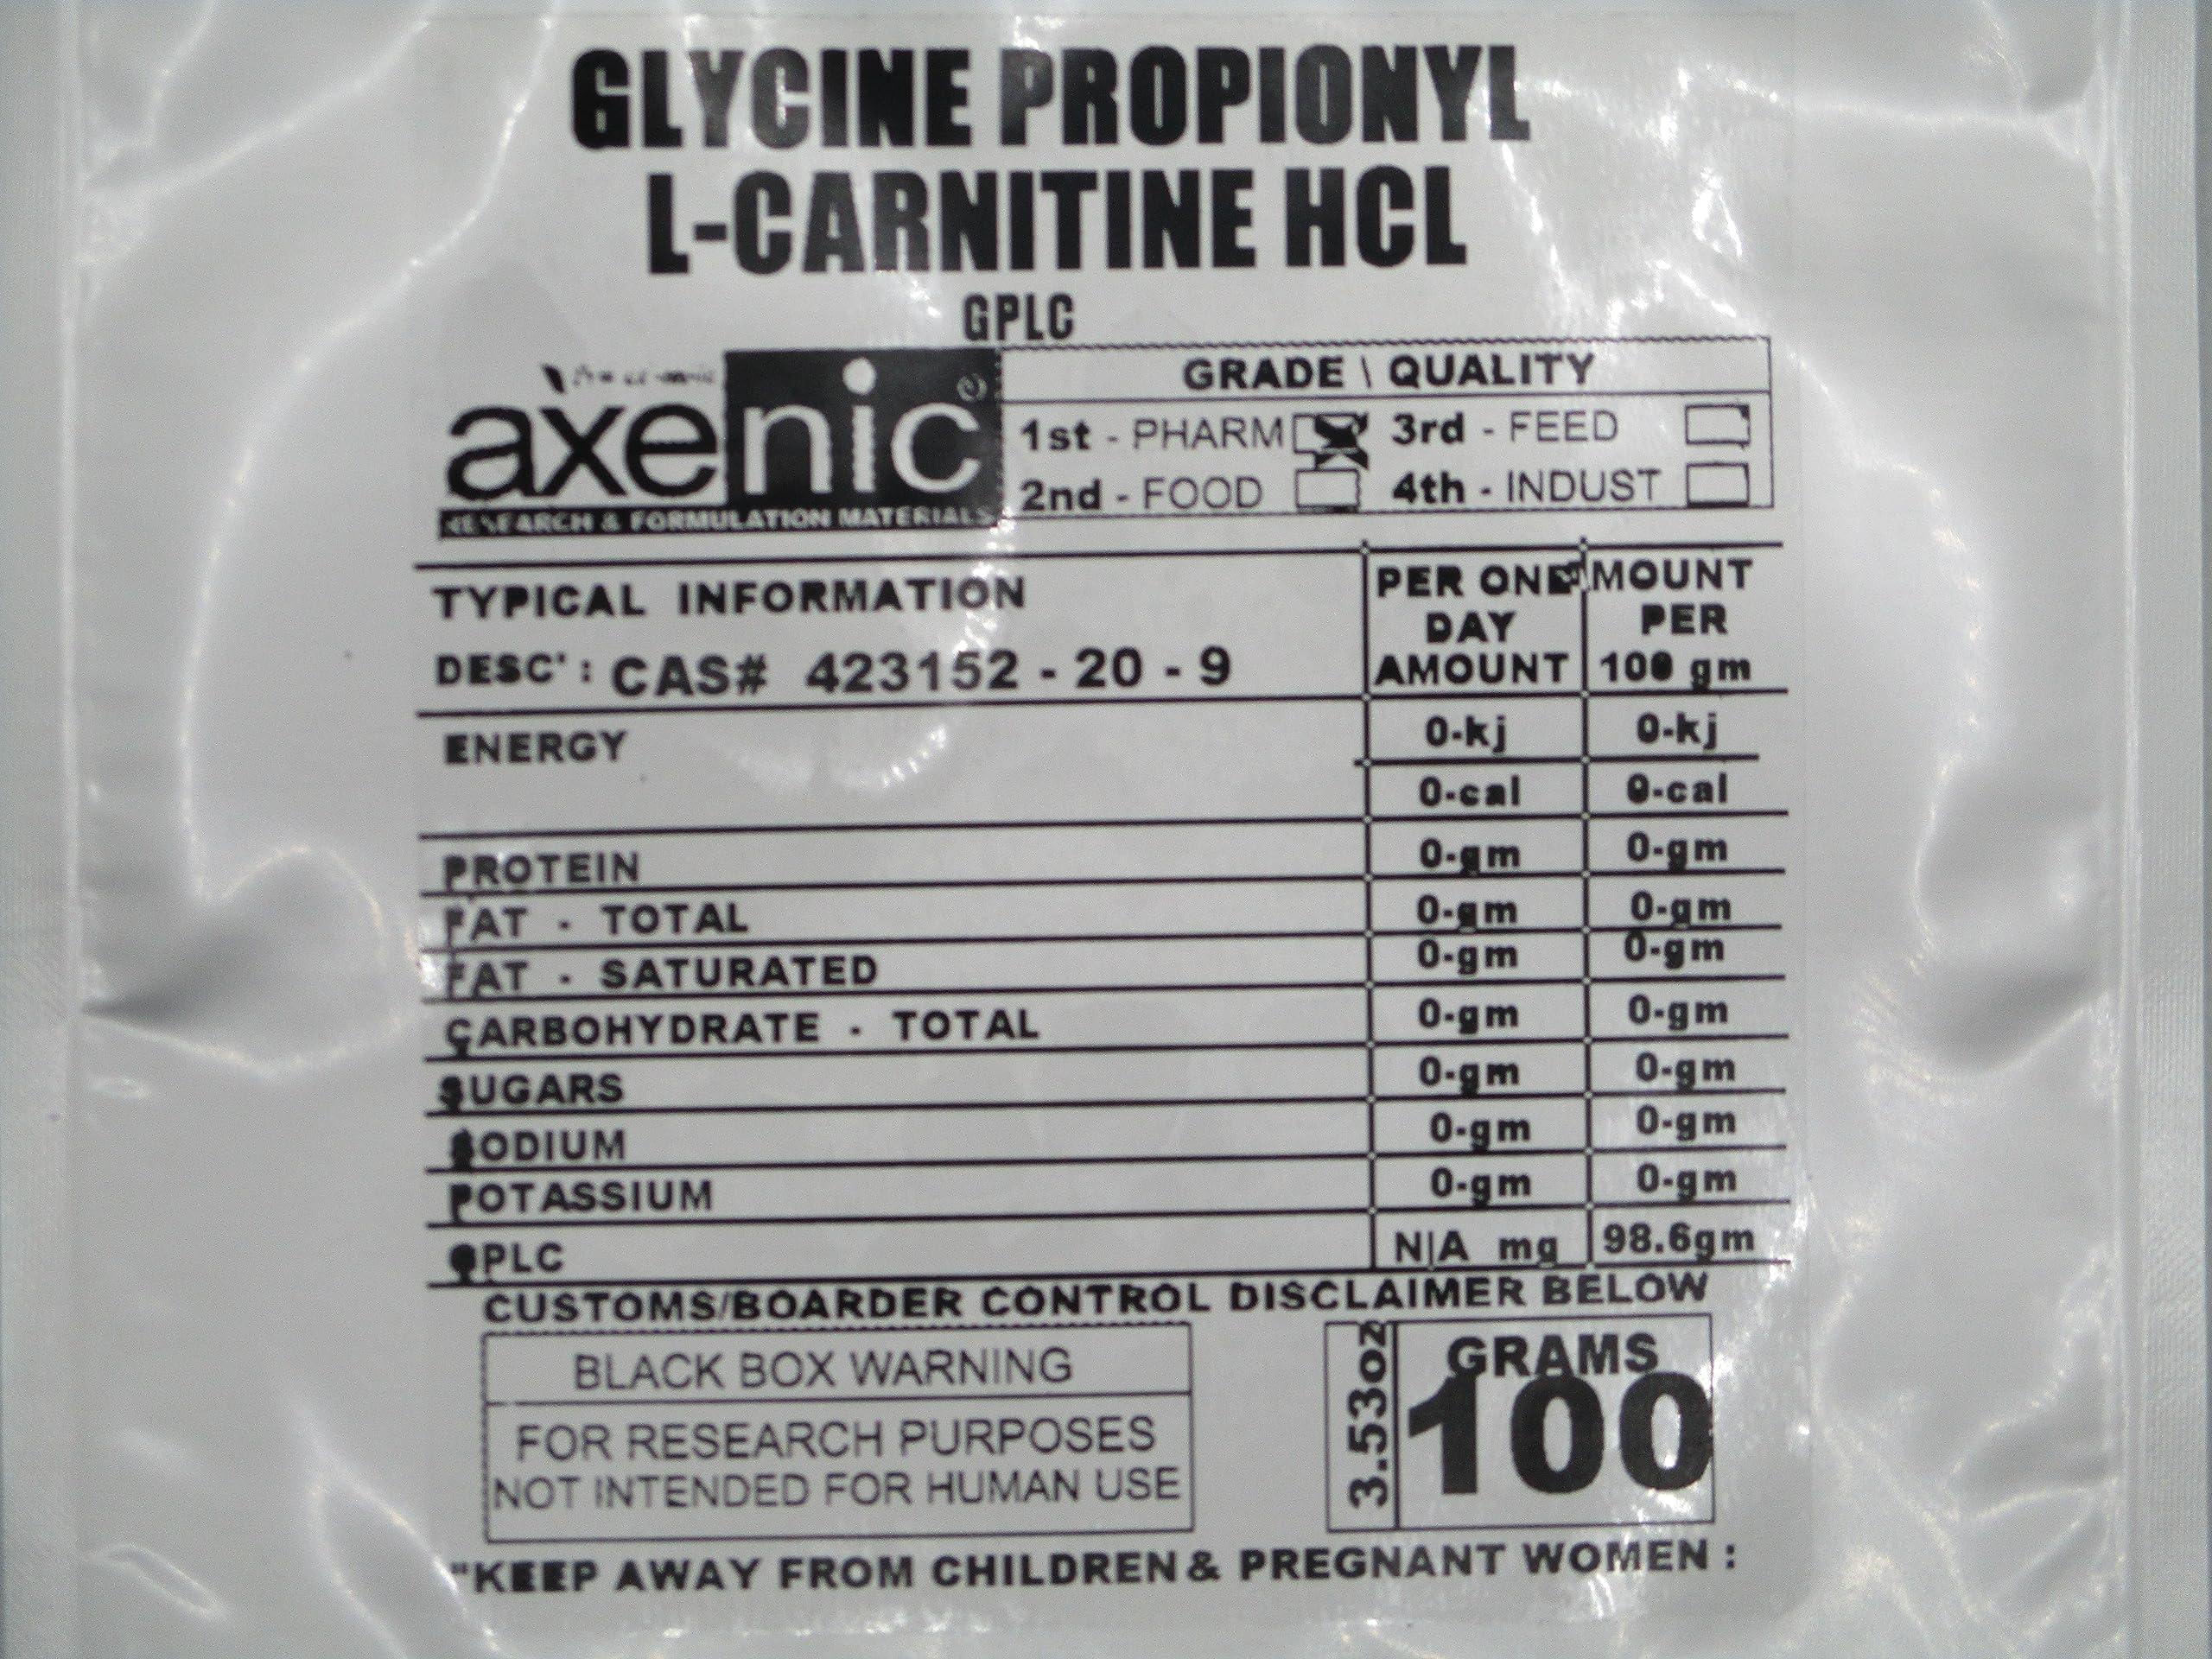 GLYCINE PROPIONYL
L-CARNITINE HCL
GPLC
axenic
RESEARCH & FORMULATION MATERIALS
GRADE \ QUALITY
1st - PHARM 3rd - FEED
2nd - FOOD 4th - INDUST
TYPICAL INFORMATION
DESC' : CAS# 423152 - 20 - 9
PER ONE DAY AMOUNT
AMOUNT PER 100 gm
ENERGY 0-kj 0-kj
0-cal 0-cal
PROTEIN 0-gm 0-gm
FAT - TOTAL 0-gm 0-gm
FAT - SATURATED 0-gm 0-gm
CARBOHYDRATE - TOTAL 0-gm 0-gm
SUGARS 0-gm 0-gm
SODIUM 0-gm 0-gm
POTASSIUM 0-gm 0-gm
GPLC N|A mg 98.6gm
CUSTOMS/BOARDER CONTROL DISCLAIMER BELOW
BLACK BOX WARNING
FOR RESEARCH PURPOSES
NOT INTENDED FOR HUMAN USE
3.53oz
GRAMS
100
"KEEP AWAY FROM CHILDREN & PREGNANT WOMEN :